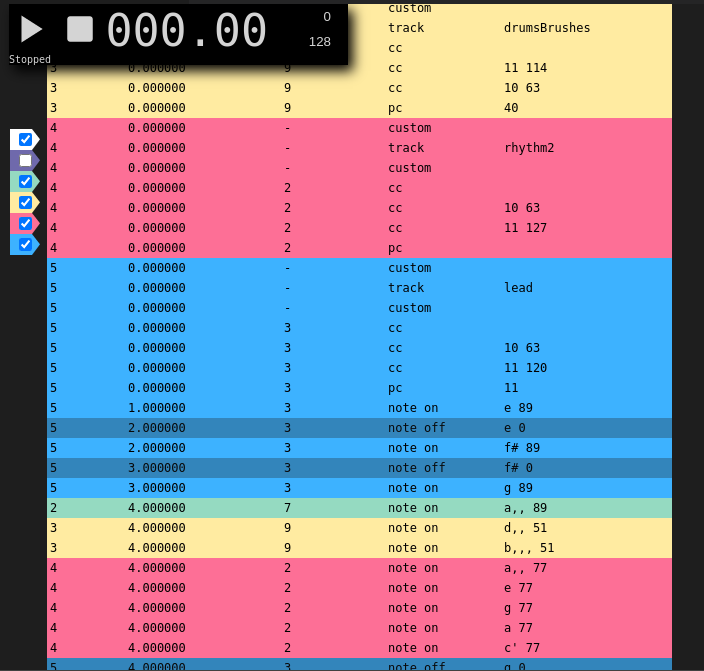 custom
track drumsBrushes
cc
000.00 0
128
Stopped
3 0.000000 9 cc 11 114
3 0.000000 9 cc 10 63
3 0.000000 9 pc 40
4 0.000000 - custom
4 0.000000 - track rhythm2
4 0.000000 - custom
4 0.000000 2 cc
4 0.000000 2 cc 10 63
4 0.000000 2 cc 11 127
4 0.000000 2 pc
5 0.000000 - custom
5 0.000000 - track lead
5 0.000000 - custom
5 0.000000 3 cc
5 0.000000 3 cc 10 63
5 0.000000 3 cc 11 120
5 0.000000 3 pc 11
5 1.000000 3 note on e 89
5 2.000000 3 note off e 0
5 2.000000 3 note on f# 89
5 3.000000 3 note off f# 0
5 3.000000 3 note on g 89
2 4.000000 7 note on a,, 89
3 4.000000 9 note on d,, 51
3 4.000000 9 note on b,,, 51
4 4.000000 2 note on a,, 77
4 4.000000 2 note on e 77
4 4.000000 2 note on g 77
4 4.000000 2 note on a 77
4 4.000000 2 note on c' 77
5 4.000000 3 note off g 0